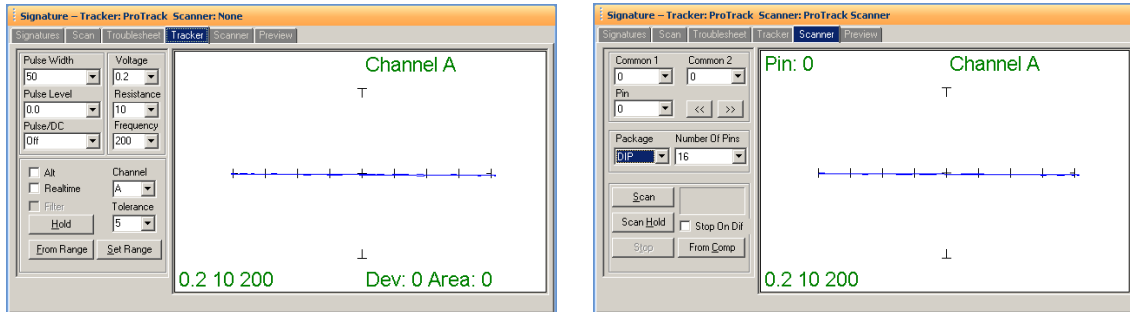 Signature – Tracker: ProTrack Scanner: None
Signatures Scan Troublesheet Tracker Scanner Preview
Pulse Width Voltage
50 0.2
Pulse Level Resistance
0.0 10
Pulse/DC Frequency
Off 200
Alt Channel
Realtime A
Filter Tolerance
Hold 5
From Range Set Range
Channel A
0.2 10 200 Dev: 0 Area: 0
Signature – Tracker: ProTrack Scanner: ProTrack Scanner
Signatures Scan Troublesheet Tracker Scanner Preview
Common 1 Common 2
0 0
Pin
0 << >>
Package Number Of Pins
DIP 16
Scan
Scan Hold Stop On Dif
Stop From Comp
Pin: 0 Channel A
0.2 10 200